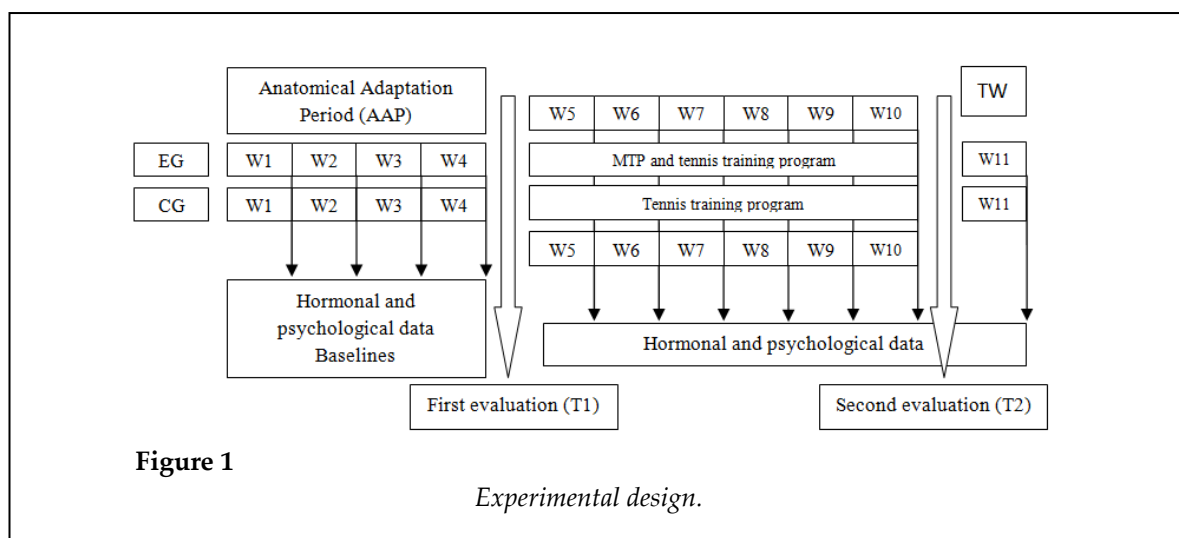 Anatomical Adaptation
Period (AAP)
TW
W5 W6 W7 W8 W9 W10
EG W1 W2 W3 W4 MTP and tennis training program W11
CG W1 W2 W3 W4 Tennis training program W11
W5 W6 W7 W8 W9 W10
Hormonal and
psychological data
Baselines
Hormonal and psychological data
First evaluation (T1)
Second evaluation (T2)
Figure 1
Experimental design.